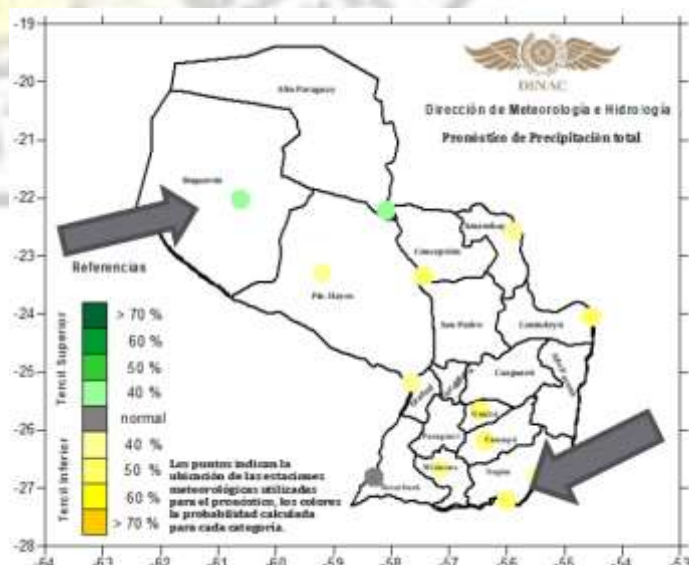 DINAC
Dirección de Meteorología e Hidrología
Pronóstico de Precipitación total
-19
-20
-21
-22
-23
-24
-25
-26
-27
-28
Alto Paraguay
Boquerón
Amambay
Concepción
Pte. Hayes
San Pedro
Canindeyú
Caaguazú
Central
Guairá
Paraguarí
Caazapá
Misiones
Itapúa
Referencias
Tercil Superior
> 70 %
60 %
50 %
40 %
normal
Tercil Inferior
40 %
50 %
60 %
> 70 %
Los puntos indican la
ubicación de las estaciones
meteorológicas utilizadas
para el pronóstico, los colores
la probabilidad calculada
para cada categoría.
-64 -63 -62 -61 -60 -59 -58 -57 -56 -55 -54 -53